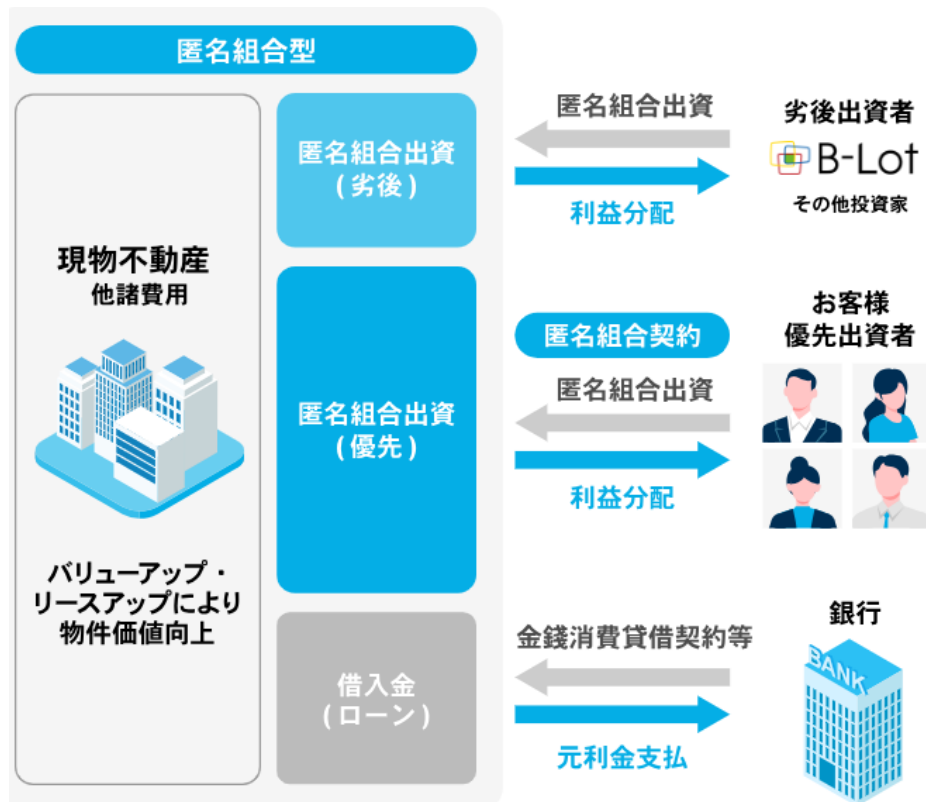 匿名組合型
現物不動産
他諸費用
バリューアップ・
リースアップにより
物件価値向上
匿名組合出資
(劣後)
匿名組合出資
(優先)
借入金
(ローン)
匿名組合出資
利益分配
劣後出資者
B-Lot
その他投資家
匿名組合契約
匿名組合出資
利益分配
お客様
優先出資者
金錢消費貸借契約等
元利金支払
銀行
BANK